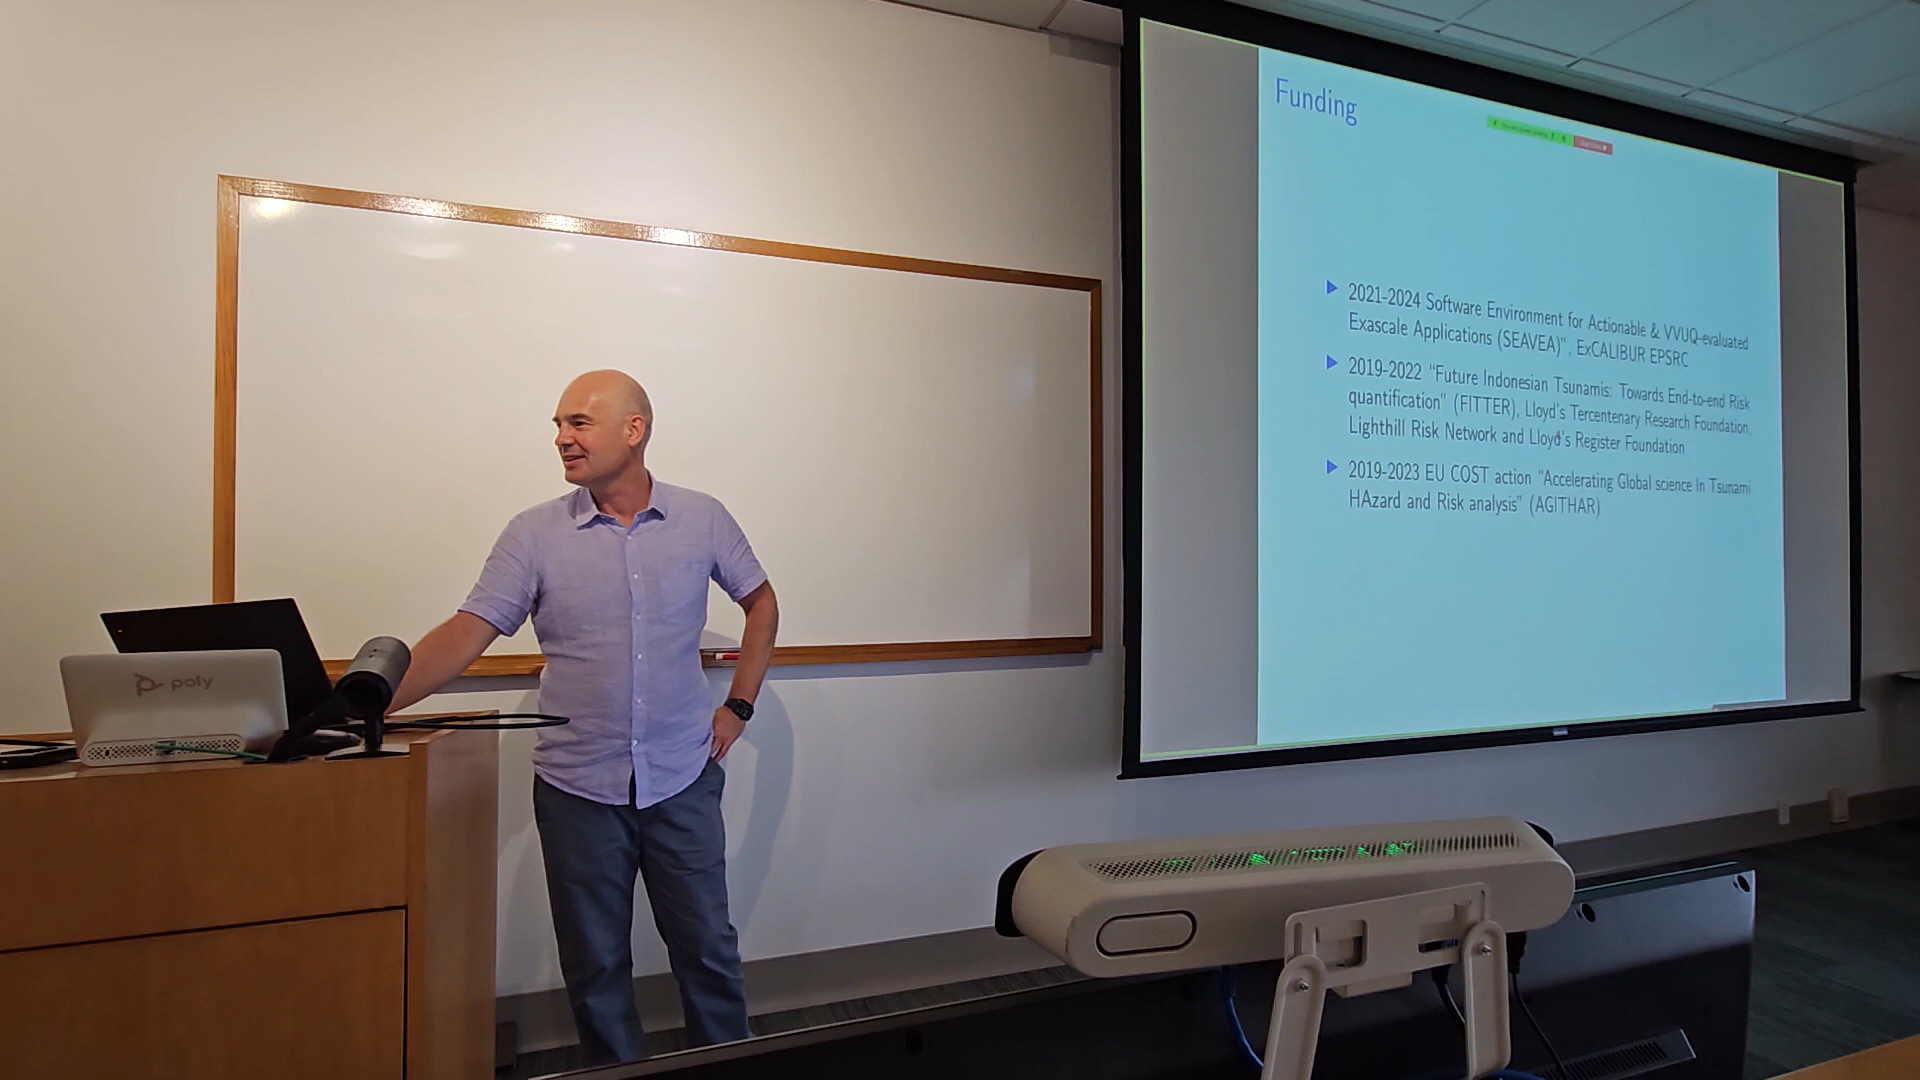 Funding
2021-2024 Software Environment for Actionable & VVUQ-evaluated
Exascale Applications (SEAVEA)", ExCALIBUR EPSRC
2019-2022 "Future Indonesian Tsunamis: Towards End-to-end Risk
quantification" (FITTER), Lloyd's Tercentenary Research Foundation,
Lighthill Risk Network and Lloyd's Register Foundation
2019-2023 EU COST action "Accelerating Global science In Tsunami
HAzard and Risk analysis" (AGITHAR)
poly